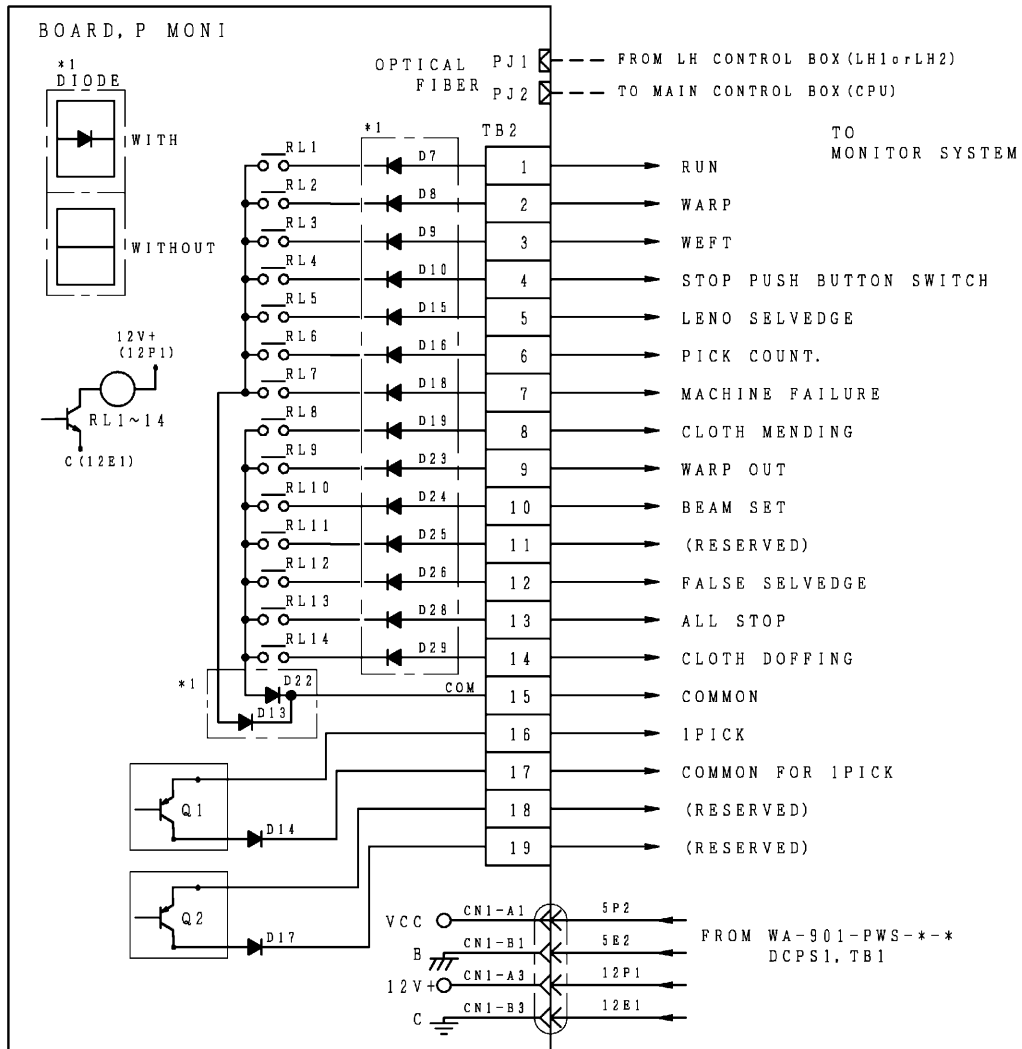 BOARD, P MONI
*1
DIODE
WITH
WITHOUT
12V+
(12P1)
RL1~14
C(12E1)
OPTICAL
FIBER
PJ1
FROM LH CONTROL BOX(LH1orLH2)
PJ2
TO MAIN CONTROL BOX(CPU)
TO
MONITOR SYSTEM
*1
TB2
RL1 D7 1 RUN
RL2 D8 2 WARP
RL3 D9 3 WEFT
RL4 D10 4 STOP PUSH BUTTON SWITCH
RL5 D15 5 LENO SELVEDGE
RL6 D16 6 PICK COUNT.
RL7 D18 7 MACHINE FAILURE
RL8 D19 8 CLOTH MENDING
RL9 D23 9 WARP OUT
RL10 D24 10 BEAM SET
RL11 D25 11 (RESERVED)
RL12 D26 12 FALSE SELVEDGE
RL13 D28 13 ALL STOP
RL14 D29 14 CLOTH DOFFING
*1
D22 COM 15 COMMON
D13
16 1PICK
17 COMMON FOR 1PICK
Q1
18 (RESERVED)
D14
19 (RESERVED)
Q2
D17
VCC CN1-A1 5P2
B CN1-B1 5E2
12V+ CN1-A3 12P1
C CN1-B3 12E1
FROM WA-901-PWS-*-*
DCPS1, TB1